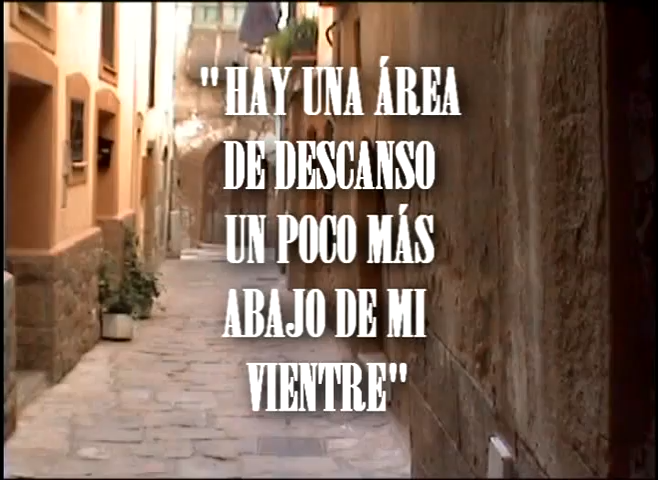 "HAY UNA ÁREA
DE DESCANSO
UN POCO MÁS
ABAJO DE MI
VIENTRE"